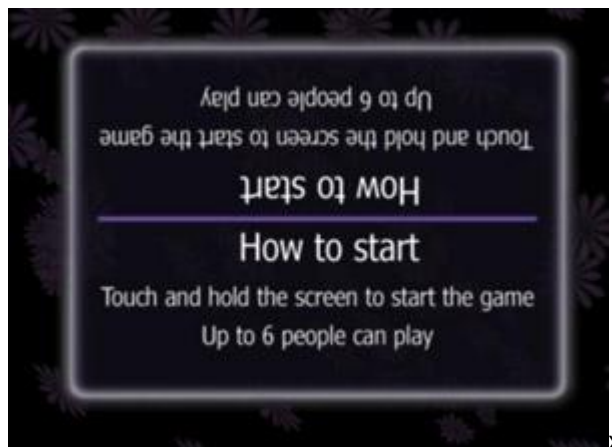 Up to 6 people can play
Touch and hold the screen to start the game
How to start
How to start
Touch and hold the screen to start the game
Up to 6 people can play